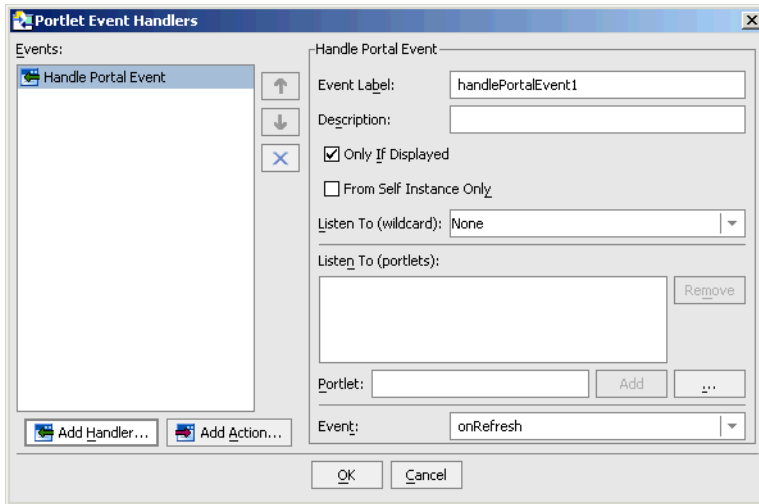 Portlet Event Handlers
Events:
Handle Portal Event
Add Handler...
Add Action...
Handle Portal Event
Event Label: handlePortalEvent1
Description:
Only If Displayed
From Self Instance Only
Listen To (wildcard): None
Listen To (portlets):
Remove
Portlet: Add ...
Event: onRefresh
OK Cancel